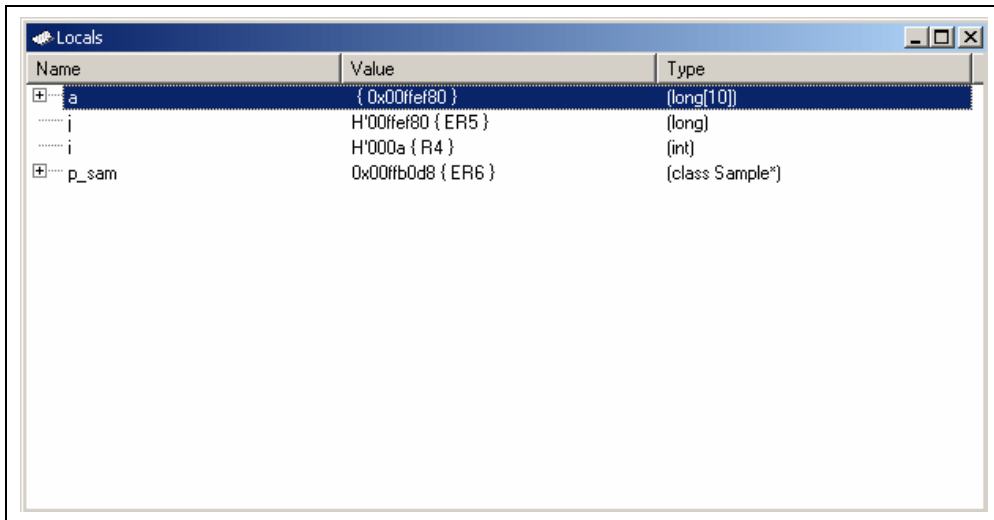 Locals
Name Value Type
a { 0x00ffef80 } (long[10])
j H'00ffef80 { ER5 } (long)
i H'000a { R4 } (int)
p_sam 0x00ffb0d8 { ER6 } (class Sample*)